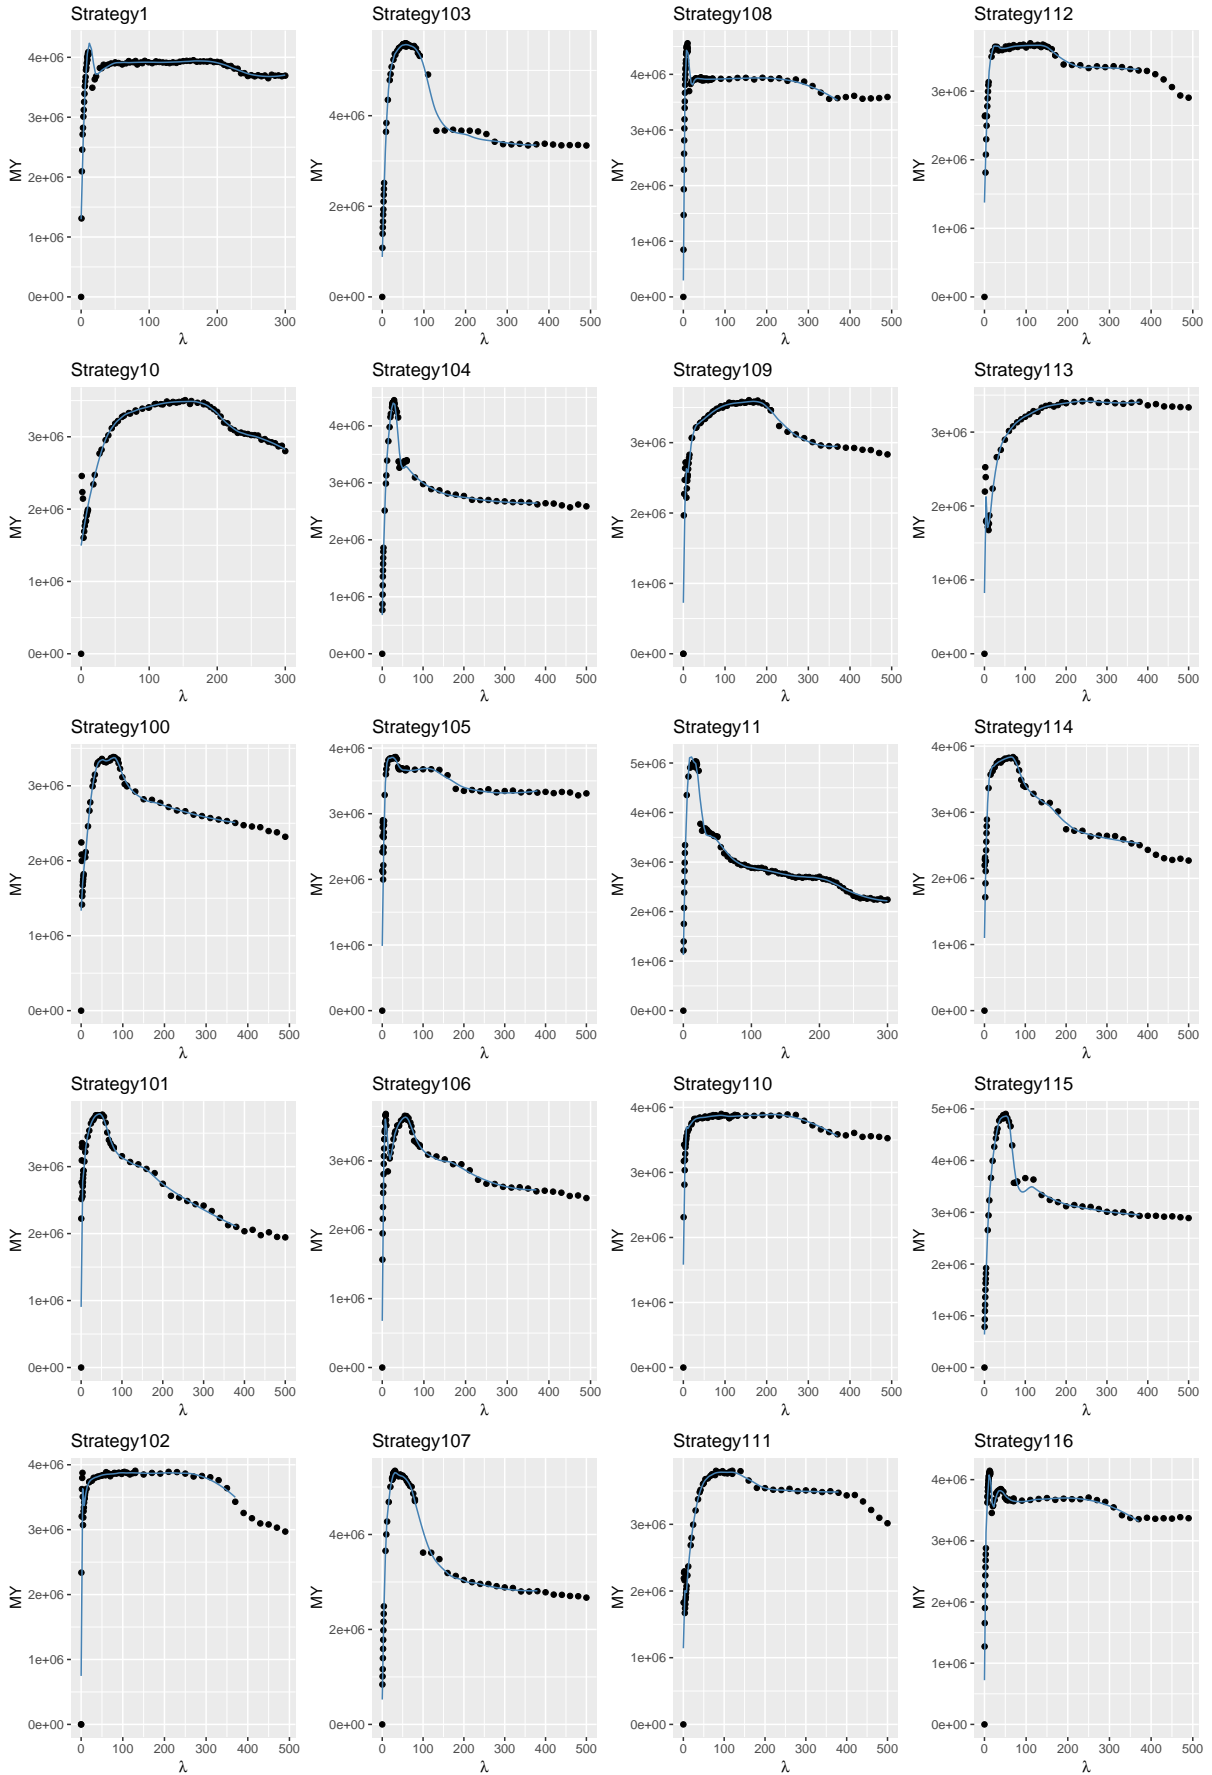 Strategy1 Strategy103 Strategy108 Strategy112
MY
4e+06
3e+06
2e+06
1e+06
0e+00
0 100 200 300
λ
MY
4e+06
2e+06
0e+00
0 100 200 300 400 500
λ
MY
4e+06
3e+06
2e+06
1e+06
0e+00
0 100 200 300 400 500
λ
MY
3e+06
2e+06
1e+06
0e+00
0 100 200 300 400 500
λ
Strategy10 Strategy104 Strategy109 Strategy113
MY
3e+06
2e+06
1e+06
0e+00
0 100 200 300
λ
MY
4e+06
3e+06
2e+06
1e+06
0e+00
0 100 200 300 400 500
λ
MY
3e+06
2e+06
1e+06
0e+00
0 100 200 300 400 500
λ
MY
3e+06
2e+06
1e+06
0e+00
0 100 200 300 400 500
λ
Strategy100 Strategy105 Strategy11 Strategy114
MY
3e+06
2e+06
1e+06
0e+00
0 100 200 300 400 500
λ
MY
4e+06
3e+06
2e+06
1e+06
0e+00
0 100 200 300 400 500
λ
MY
5e+06
4e+06
3e+06
2e+06
1e+06
0e+00
0 100 200 300
λ
MY
4e+06
3e+06
2e+06
1e+06
0e+00
0 100 200 300 400 500
λ
Strategy101 Strategy106 Strategy110 Strategy115
MY
3e+06
2e+06
1e+06
0e+00
0 100 200 300 400 500
λ
MY
3e+06
2e+06
1e+06
0e+00
0 100 200 300 400 500
λ
MY
4e+06
3e+06
2e+06
1e+06
0e+00
0 100 200 300 400 500
λ
MY
5e+06
4e+06
3e+06
2e+06
1e+06
0e+00
0 100 200 300 400 500
λ
Strategy102 Strategy107 Strategy111 Strategy116
MY
4e+06
3e+06
2e+06
1e+06
0e+00
0 100 200 300 400 500
λ
MY
4e+06
2e+06
0e+00
0 100 200 300 400 500
λ
MY
3e+06
2e+06
1e+06
0e+00
0 100 200 300 400 500
λ
MY
4e+06
3e+06
2e+06
1e+06
0e+00
0 100 200 300 400 500
λ